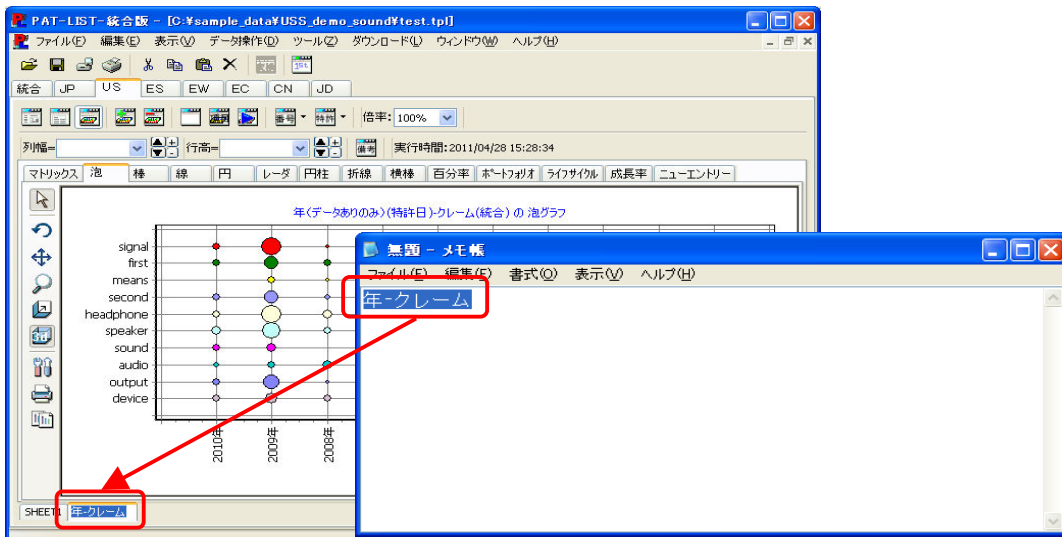 PAT-LIST-統合版 - [C:¥sample_data¥USS_demo_sound¥test.tpl]
ファイル(F) 編集(E) 表示(V) データ操作(D) ツール(Z) ダウンロード(L) ウィンドウ(W) ヘルプ(H)
統合 JP US ES EW EC CN JD
選択 番号 特許 倍率: 100%
列幅= 行高= 備考 実行時間:2011/04/28 15:28:34
マトリックス 泡 棒 線 円 レーダ 円柱 折線 横棒 百分率 ポートフォリオ ライフサイクル 成長率 ニューエントリー
年(データありのみ)(特許日)-クレーム(統合) の 泡グラフ
signal
first
means
second
headphone
speaker
sound
audio
output
device
2010年 2009年 2008年
SHEET1 年-クレーム
無題 - メモ帳
ファイル(F) 編集(E) 書式(O) 表示(V) ヘルプ(H)
年-クレーム